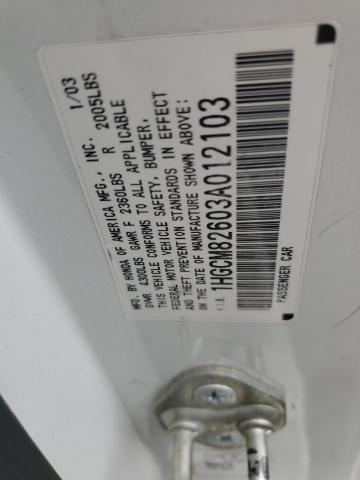 MFG. BY HONDA OF AMERICA MFG., INC. 1/03
GVWR 4300LBS GAWR F 2360LBS R 2005LBS
THIS VEHICLE CONFORMS TO ALL APPLICABLE
FEDERAL MOTOR VEHICLE SAFETY, BUMPER,
AND THEFT PREVENTION STANDARDS IN EFFECT
ON THE DATE OF MANUFACTURE SHOWN ABOVE:
V.I.N. 1HGCM82603A012103
PASSENGER CAR